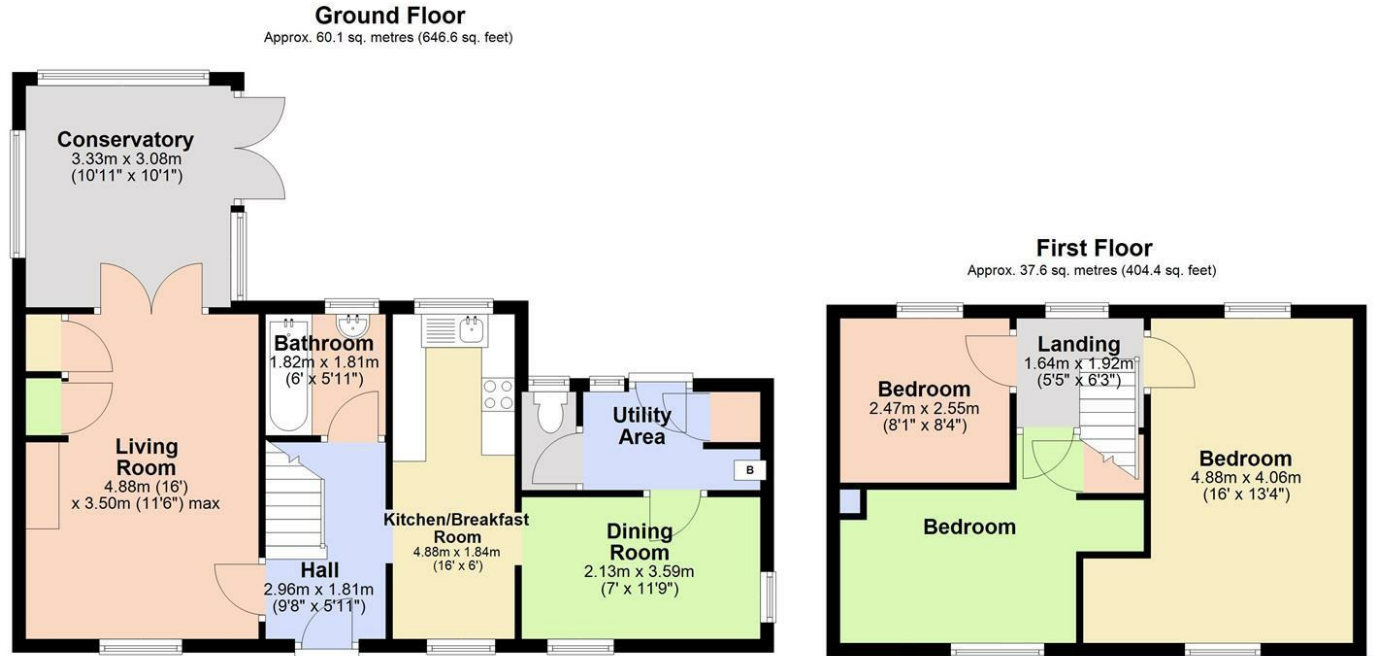 Ground Floor
Approx. 60.1 sq. metres (646.6 sq. feet)
Conservatory
3.33m x 3.08m
(10'11" x 10'1")
Bathroom
1.82m x 1.81m
(6' x 5'11")
Living
Room
4.88m (16')
x 3.50m (11'6") max
Utility
Area
B
Kitchen/Breakfast
Room
4.88m x 1.84m
(16' x 6')
Dining
Room
2.13m x 3.59m
(7' x 11'9")
Hall
2.96m x 1.81m
(9'8" x 5'11")
First Floor
Approx. 37.6 sq. metres (404.4 sq. feet)
Landing
1.64m x 1.92m
(5'5" x 6'3")
Bedroom
2.47m x 2.55m
(8'1" x 8'4")
Bedroom
4.88m x 4.06m
(16' x 13'4")
Bedroom